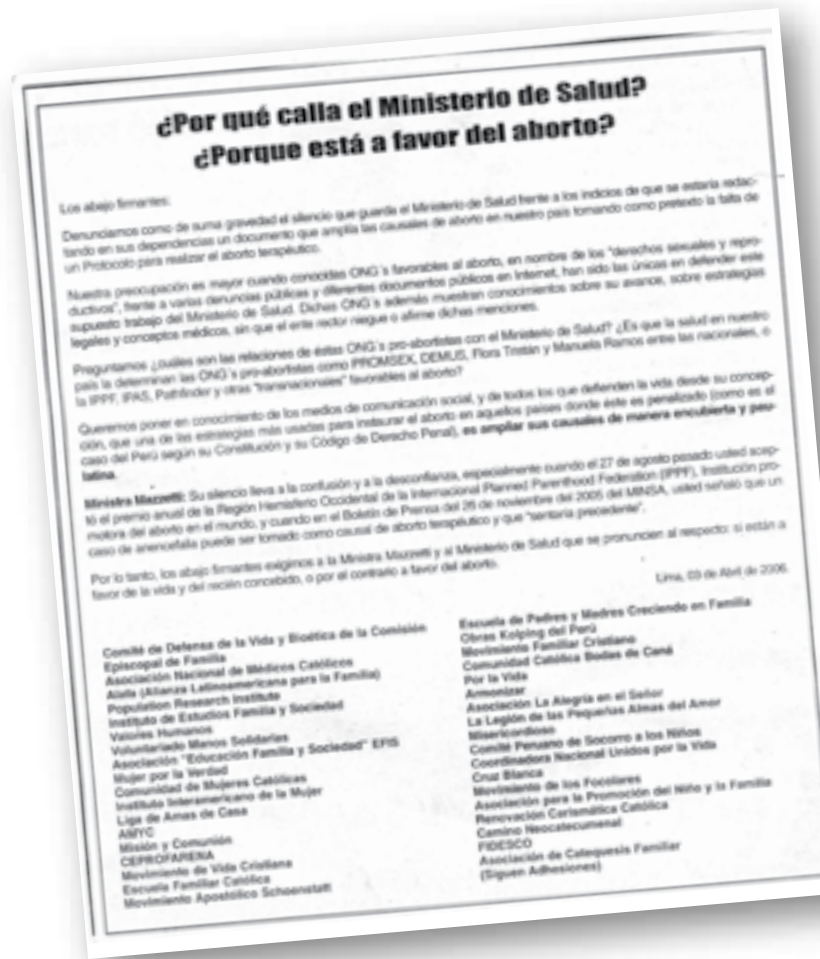 ¿Por qué calla el Ministerio de Salud?
¿Porque está a favor del aborto?
Los abajo firmantes:
Denunciamos como de suma gravedad el silencio que guarda el Ministerio de Salud frente a los indicios de que se estaría redac-
tando en sus dependencias un documento que amplía las causales de aborto en nuestro país tomando como pretexto la falta de
un Protocolo para realizar el aborto terapéutico.
Nuestra preocupación es mayor cuando conocidas ONG´s favorables al aborto, en nombre de los "derechos sexuales y repro-
ductivos", frente a varias denuncias públicas y diferentes documentos públicos en Internet, han sido las únicas en defender este
supuesto trabajo del Ministerio de Salud. Dichas ONG´s además muestran conocimientos sobre su avance, sobre estrategias
legales y conceptos médicos, sin que el ente rector niegue o afirme dichas menciones.
Preguntamos ¿cuáles son las relaciones de éstas ONG´s pro-abortistas con el Ministerio de Salud? ¿Es que la salud en nuestro
país la determinan las ONG´s pro-abortistas como PROMSEX, DEMUS, Flora Tristán y Manuela Ramos entre las nacionales, o
la IPPF, IPAS, Pathfinder y otras "transnacionales" favorables al aborto?
Queremos poner en conocimiento de los medios de comunicación social, y de todos los que defienden la vida desde su concep-
ción, que una de las estrategias más usadas para instaurar el aborto en aquellos países donde éste es penalizado (como es el
caso del Perú según su Constitución y su Código de Derecho Penal), es ampliar sus causales de manera encubierta y pau-
latina.
Ministra Mazzetti: Su silencio lleva a la confusión y a la desconfianza, especialmente cuando el 27 de agosto pasado usted acep-
tó el premio anual de la Región Hemisferio Occidental de la Internacional Planned Parenthood Federation (IPPF), Institución pro-
motora del aborto en el mundo, y cuando en el Boletín de Prensa del 26 de noviembre del 2005 del MINSA, usted señaló que un
caso de anencefalia puede ser tomado como causal de aborto terapéutico y que "sentaría precedente".
Por lo tanto, los abajo firmantes exigimos a la Ministra Mazzetti y al Ministerio de Salud que se pronuncien al respecto: si están a
favor de la vida y del recién concebido, o por el contrario a favor del aborto.
Lima, 03 de Abril de 2006.
Comité de Defensa de la Vida y Bioética de la Comisión
Episcopal de Familia
Asociación Nacional de Médicos Católicos
Alafa (Alianza Latinoamericana para la Familia)
Population Research Institute
Instituto de Estudios Familia y Sociedad
Valores Humanos
Voluntariado Manos Solidarias
Asociación "Educación Familia y Sociedad" EFIS
Mujer por la Verdad
Comunidad de Mujeres Católicas
Instituto Interamericano de la Mujer
Liga de Amas de Casa
AMYC
Misión y Comunión
CEPROFARENA
Movimiento de Vida Cristiana
Escuela Familiar Católica
Movimiento Apostólico Schoenstatt
Escuela de Padres y Madres Creciendo en Familia
Obras Kolping del Perú
Movimiento Familiar Cristiano
Comunidad Católica Bodas de Caná
Por la Vida
Armonizar
Asociación La Alegría en el Señor
La Legión de las Pequeñas Almas del Amor
Misericordioso
Comité Peruano de Socorro a los Niños
Coordinadora Nacional Unidos por la Vida
Cruz Blanca
Movimiento de los Focolares
Asociación para la Promoción del Niño y la Familia
Renovación Carismática Católica
Camino Neocatecumenal
FIDESCO
Asociación de Catequesis Familiar
(Siguen Adhesiones)